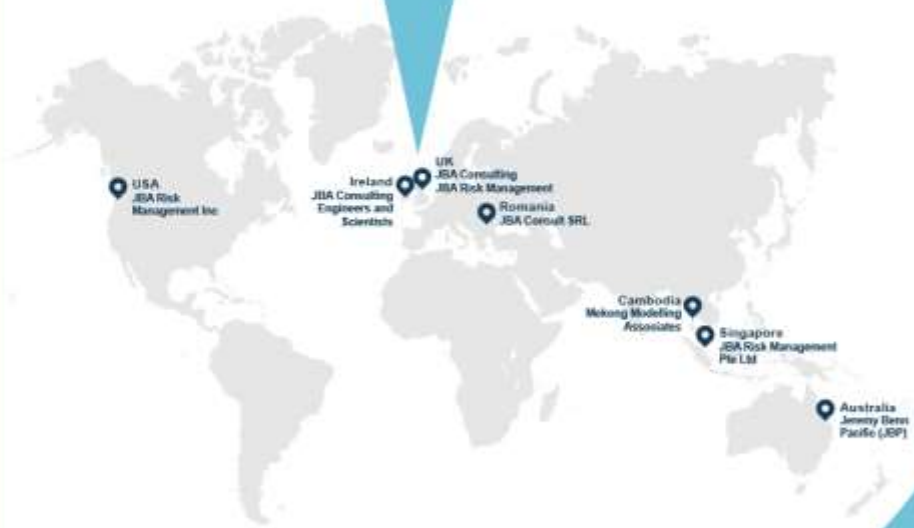 USA
JBA Risk
Management Inc
Ireland
JBA Consulting
Engineers and
Scientists
UK
JBA Consulting
JBA Risk Management
Romania
JBA Consult SRL
Cambodia
Mekong Modelling
Associates
Singapore
JBA Risk Management
Pte Ltd
Australia
Jeremy Benn
Pacific (JBP)